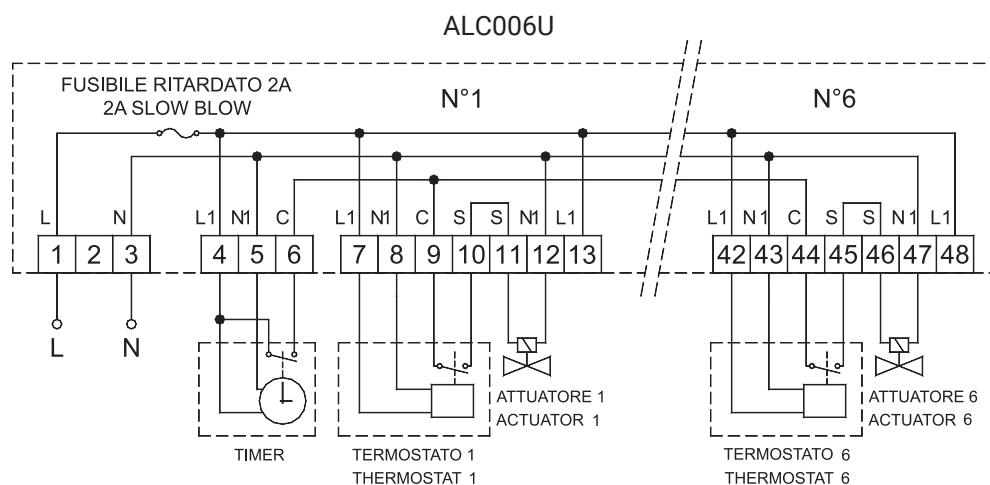 ALC006U
FUSIBILE RITARDATO 2A
2A SLOW BLOW
N°1
N°6
L N L1 N1 C L1 N1 C S S N1 L1 L1 N1 C S S N1 L1
1 2 3 4 5 6 7 8 9 10 11 12 13 42 43 44 45 46 47 48
L N
ATTUATORE 1
ACTUATOR 1
ATTUATORE 6
ACTUATOR 6
TIMER
TERMOSTATO 1
THERMOSTAT 1
TERMOSTATO 6
THERMOSTAT 6